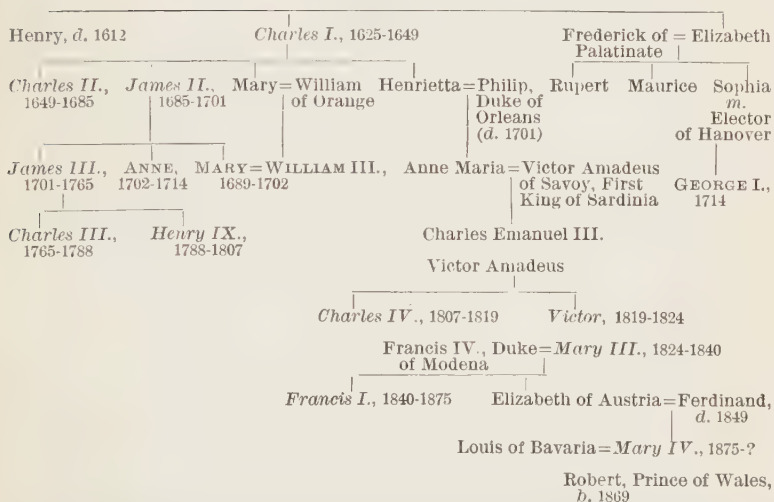 Henry, d. 1612 Charles I., 1625-1649 Frederick of = Elizabeth
Palatinate
Charles II., James II., Mary=William Henrietta=Philip, Rupert Maurice Sophia
1649-1685 1685-1701 of Orange Duke of m.
Orleans Elector
(d. 1701) of Hanover
James III., ANNE, MARY=WILLIAM III., Anne Maria=Victor Amadeus GEORGE I.,
1701-1765 1702-1714 1689-1702 of Savoy, First 1714
King of Sardinia
Charles III., Henry IX., Charles Emanuel III.
1765-1788 1788-1807
Victor Amadeus
Charles IV., 1807-1819 Victor, 1819-1824
Francis IV., Duke=Mary III., 1824-1840
of Modena
Francis I., 1840-1875 Elizabeth of Austria=Ferdinand,
d. 1849
Louis of Bavaria=Mary IV., 1875-?
Robert, Prince of Wales,
b. 1869